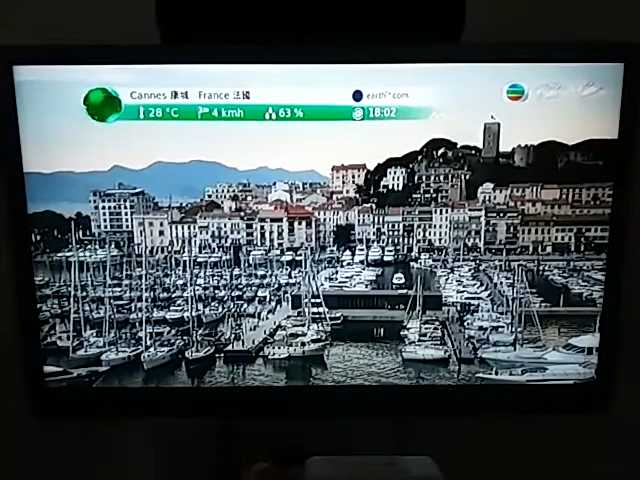 Cannes 康城 France 法國
earthTV.com
28 °C 4 kmh 63 % 18:02